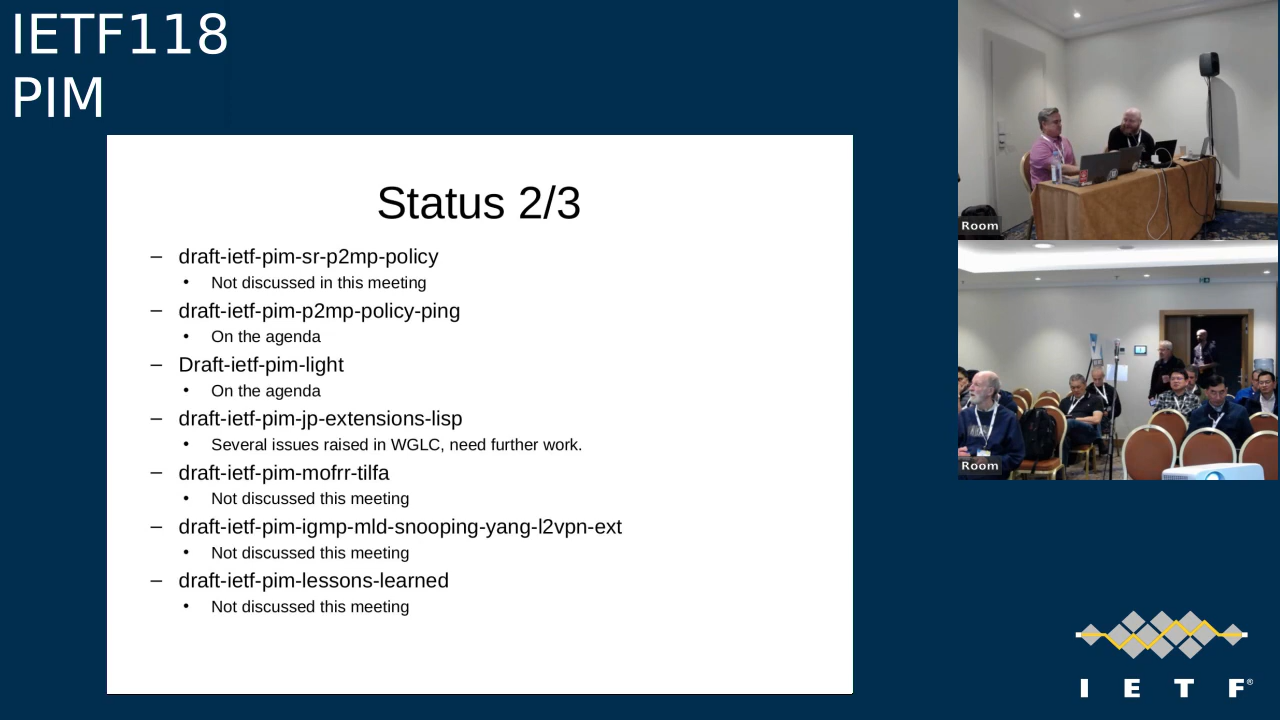 IETF118
PIM
Status 2/3
– draft-ietf-pim-sr-p2mp-policy
• Not discussed in this meeting
– draft-ietf-pim-p2mp-policy-ping
• On the agenda
– Draft-ietf-pim-light
• On the agenda
– draft-ietf-pim-jp-extensions-lisp
• Several issues raised in WGLC, need further work.
– draft-ietf-pim-mofrr-tilfa
• Not discussed this meeting
– draft-ietf-pim-igmp-mld-snooping-yang-l2vpn-ext
• Not discussed this meeting
– draft-ietf-pim-lessons-learned
• Not discussed this meeting
Room
Room
I E T F®